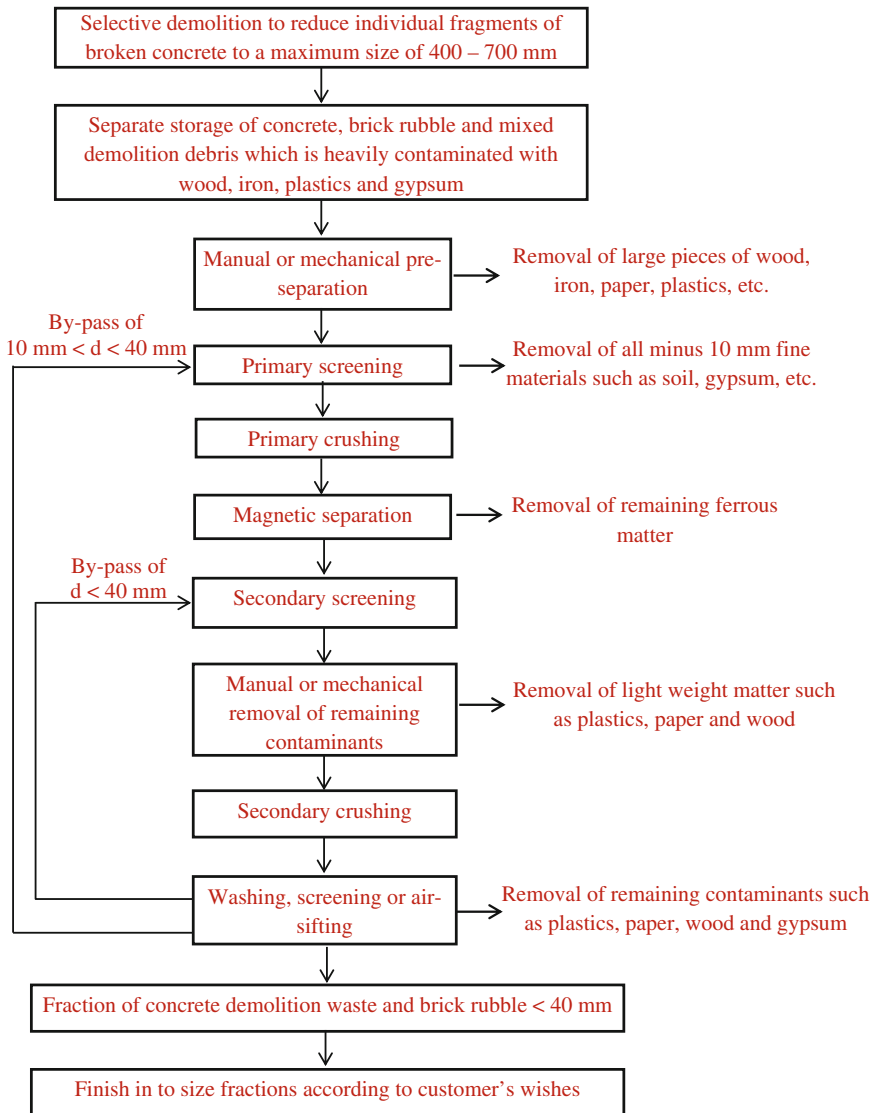 Selective demolition to reduce individual fragments of
broken concrete to a maximum size of 400 – 700 mm
Separate storage of concrete, brick rubble and mixed
demolition debris which is heavily contaminated with
wood, iron, plastics and gypsum
Manual or mechanical pre-
separation
Removal of large pieces of wood,
iron, paper, plastics, etc.
By-pass of
10 mm < d < 40 mm
Primary screening
Removal of all minus 10 mm fine
materials such as soil, gypsum, etc.
Primary crushing
Magnetic separation
Removal of remaining ferrous
matter
By-pass of
d < 40 mm
Secondary screening
Manual or mechanical
removal of remaining
contaminants
Removal of light weight matter such
as plastics, paper and wood
Secondary crushing
Washing, screening or air-
sifting
Removal of remaining contaminants such
as plastics, paper, wood and gypsum
Fraction of concrete demolition waste and brick rubble < 40 mm
Finish in to size fractions according to customer’s wishes